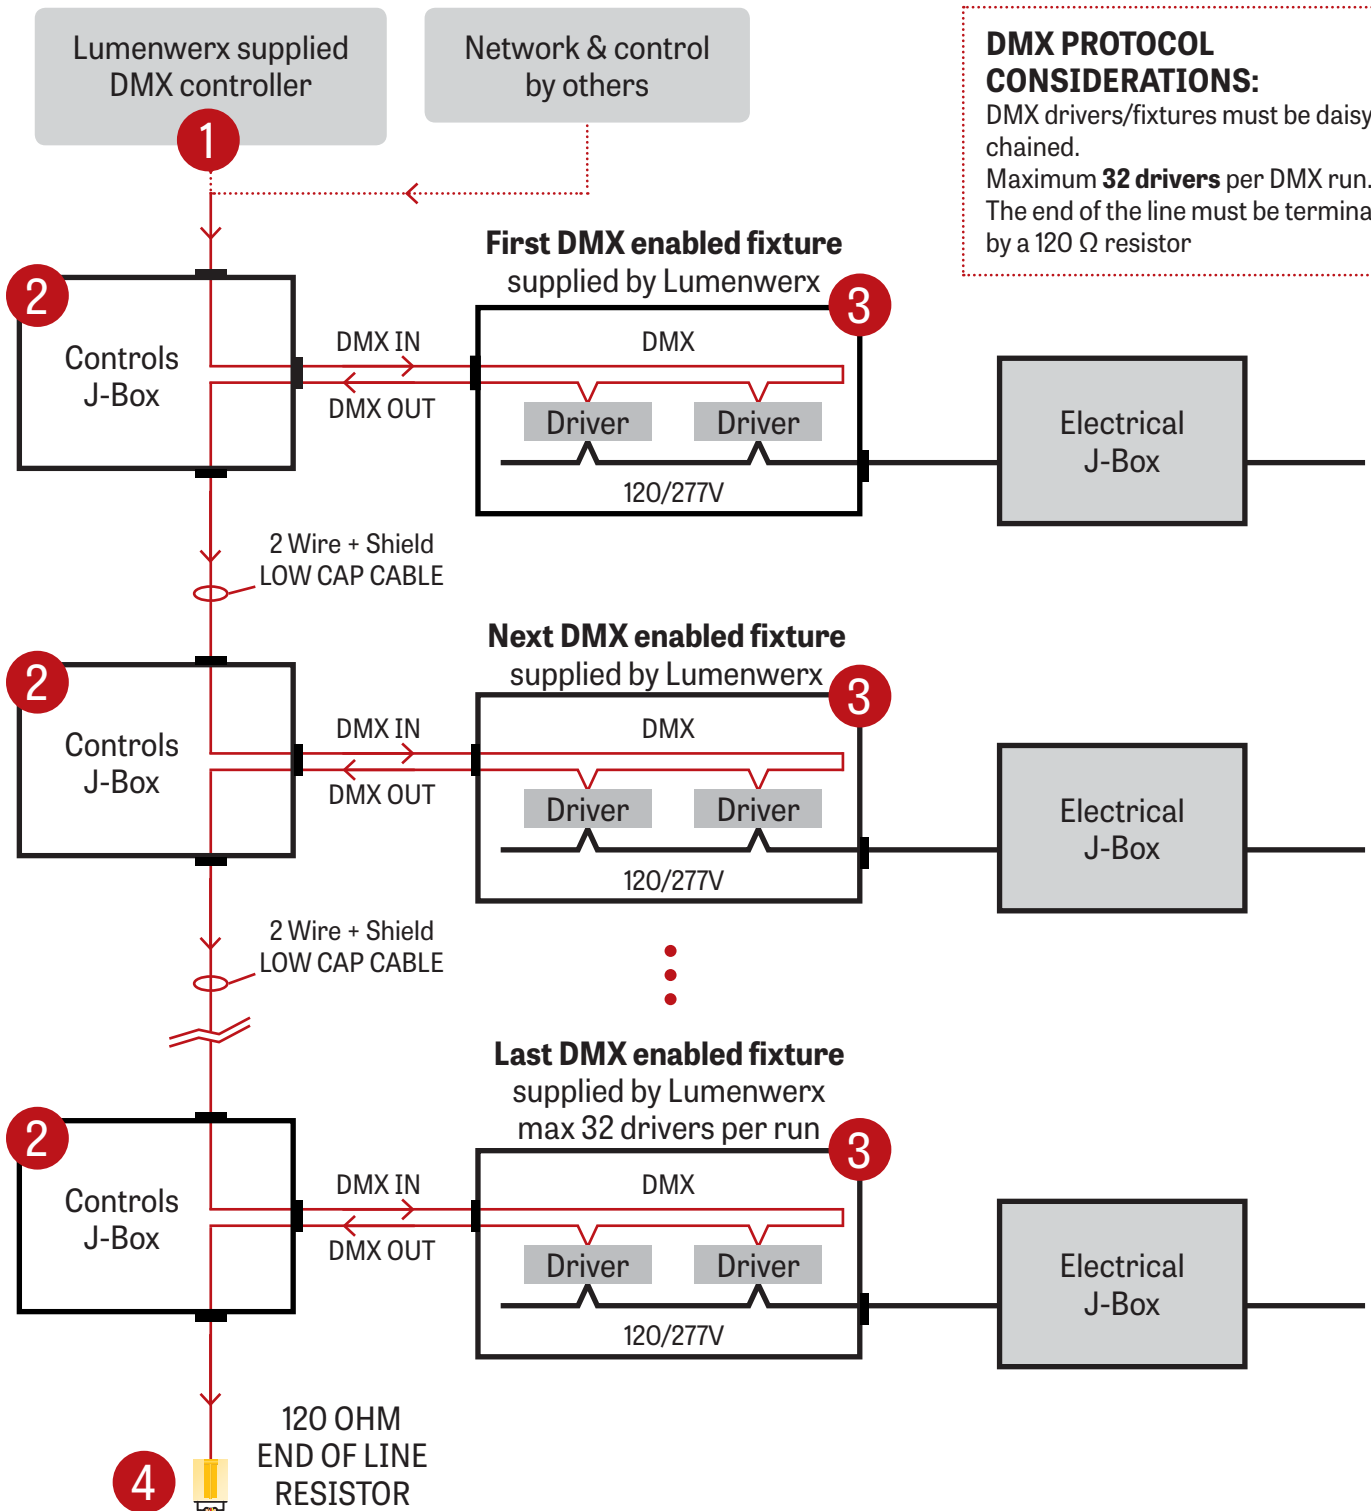 Lumenwerx supplied
DMX controller
1
Network & control
by others
DMX PROTOCOL
CONSIDERATIONS:
DMX drivers/fixtures must be daisy
chained.
Maximum 32 drivers per DMX run.
The end of the line must be termina
by a 120 Ω resistor
First DMX enabled fixture
supplied by Lumenwerx
2
Controls
J-Box
DMX IN
DMX OUT
3
DMX
Driver
Driver
120/277V
Electrical
J-Box
2 Wire + Shield
LOW CAP CABLE
Next DMX enabled fixture
supplied by Lumenwerx
2
Controls
J-Box
DMX IN
DMX OUT
3
DMX
Driver
Driver
120/277V
Electrical
J-Box
2 Wire + Shield
LOW CAP CABLE
Last DMX enabled fixture
supplied by Lumenwerx
max 32 drivers per run
2
Controls
J-Box
DMX IN
DMX OUT
3
DMX
Driver
Driver
120/277V
Electrical
J-Box
4
120 OHM
END OF LINE
RESISTOR